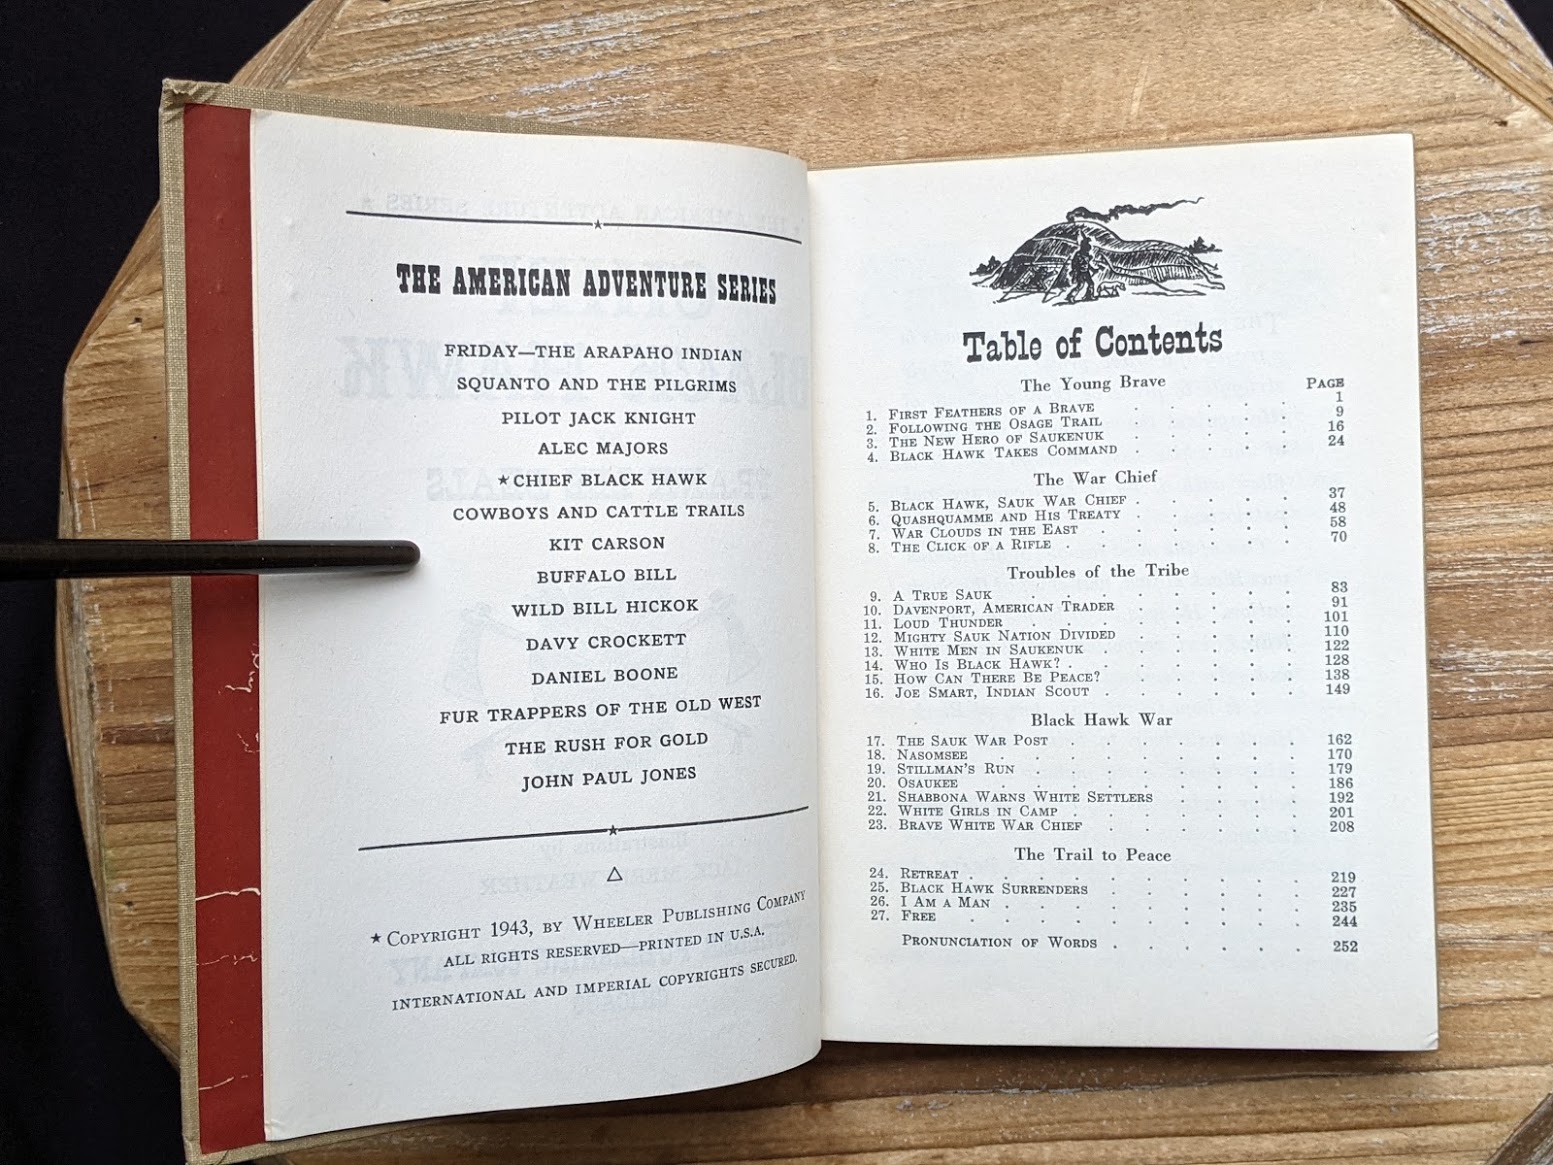 THE AMERICAN ADVENTURE SERIES
FRIDAY—THE ARAPAHO INDIAN
SQUANTO AND THE PILGRIMS
PILOT JACK KNIGHT
ALEC MAJORS
★CHIEF BLACK HAWK
COWBOYS AND CATTLE TRAILS
KIT CARSON
BUFFALO BILL
WILD BILL HICKOK
DAVY CROCKETT
DANIEL BOONE
FUR TRAPPERS OF THE OLD WEST
THE RUSH FOR GOLD
JOHN PAUL JONES
★COPYRIGHT 1943, BY WHEELER PUBLISHING COMPANY
ALL RIGHTS RESERVED—PRINTED IN U.S.A.
INTERNATIONAL AND IMPERIAL COPYRIGHTS SECURED.
Table of Contents
The Young Brave PAGE
1. FIRST FEATHERS OF A BRAVE . . . . . 1
2. FOLLOWING THE OSAGE TRAIL . . . . . 9
3. THE NEW HERO OF SAUKENUK . . . . . 16
4. BLACK HAWK TAKES COMMAND . . . . . 24
The War Chief
5. BLACK HAWK, SAUK WAR CHIEF . . . . . 37
6. QUASHQUAMME AND HIS TREATY . . . . . 48
7. WAR CLOUDS IN THE EAST . . . . . 58
8. THE CLICK OF A RIFLE . . . . . . 70
Troubles of the Tribe
9. A TRUE SAUK . . . . . . . 83
10. DAVENPORT, AMERICAN TRADER . . . . . 91
11. LOUD THUNDER . . . . . . . 101
12. MIGHTY SAUK NATION DIVIDED . . . . . 110
13. WHITE MEN IN SAUKENUK . . . . . 122
14. WHO IS BLACK HAWK? . . . . . . 128
15. HOW CAN THERE BE PEACE? . . . . . 138
16. JOE SMART, INDIAN SCOUT . . . . . 149
Black Hawk War
17. THE SAUK WAR POST . . . . . . 162
18. NASOMSEE . . . . . . . 170
19. STILLMAN'S RUN . . . . . . . 179
20. OSAUKEE . . . . . . . . 186
21. SHABBONA WARNS WHITE SETTLERS . . . . 192
22. WHITE GIRLS IN CAMP . . . . . . 201
23. BRAVE WHITE WAR CHIEF . . . . . 208
The Trail to Peace
24. RETREAT . . . . . . . . 219
25. BLACK HAWK SURRENDERS . . . . . 227
26. I AM A MAN . . . . . . . 235
27. FREE . . . . . . . . 244
PRONUNCIATION OF WORDS . . . . . 252